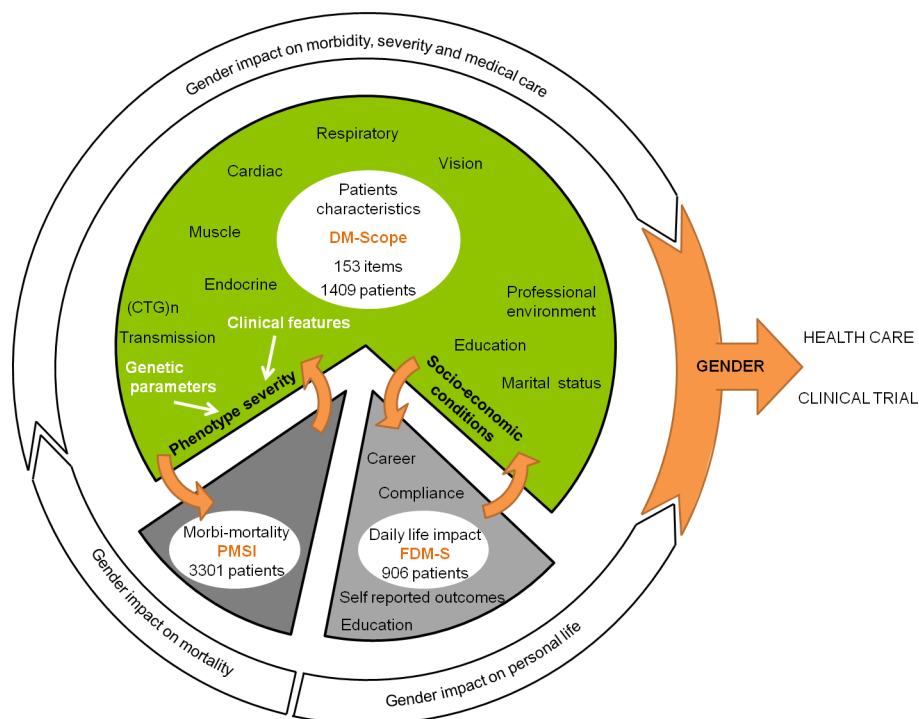 Gender impact on morbidity, severity and medical care
Respiratory
Cardiac
Vision
Patients
characteristics
DM-Scope
153 items
1409 patients
Muscle
Endocrine
(CTG)n
Transmission
Clinical features
Genetic
parameters
Phenotype severity
Professional
environment
Education
Marital status
Socio-economic
conditions
GENDER
HEALTH CARE
CLINICAL TRIAL
Career
Compliance
Morbi-mortality
PMSI
3301 patients
Daily life impact
FDM-S
906 patients
Self reported outcomes
Education
Gender impact on mortality
Gender impact on personal life